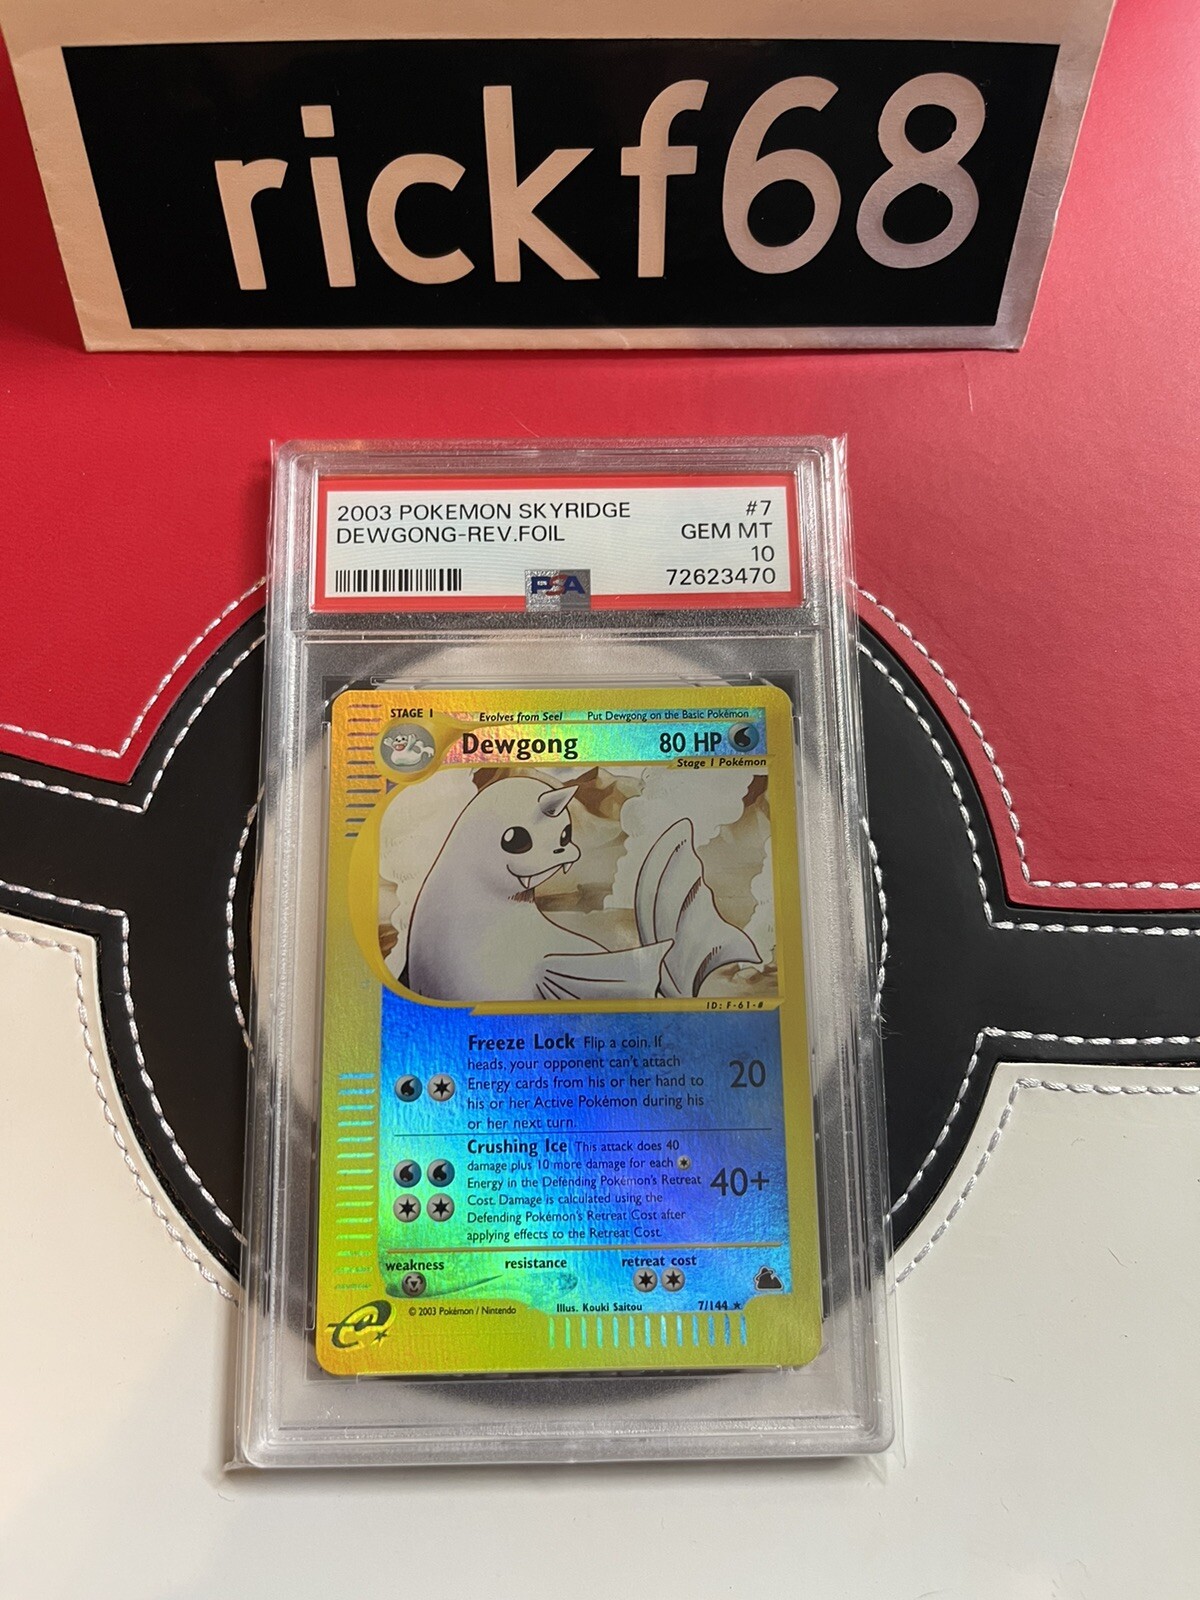 rickf68
2003 POKEMON SKYRIDGE #7
DEWGONG-REV.FOIL GEM MT
10
PSA 72623470
STAGE 1 Evolves from Seel Put Dewgong on the Basic Pokémon
Dewgong 80 HP
Stage 1 Pokémon
ID: F-61-#
Freeze Lock Flip a coin. If
heads, your opponent can't attach
Energy cards from his or her hand to
his or her Active Pokémon during his
or her next turn.
20
Crushing Ice This attack does 40
damage plus 10 more damage for each
Energy in the Defending Pokémon's Retreat
Cost. Damage is calculated using the
Defending Pokémon's Retreat Cost after
applying effects to the Retreat Cost.
40+
weakness resistance retreat cost
© 2003 Pokémon / Nintendo Illus. Kouki Saitou 7/144 ★
e